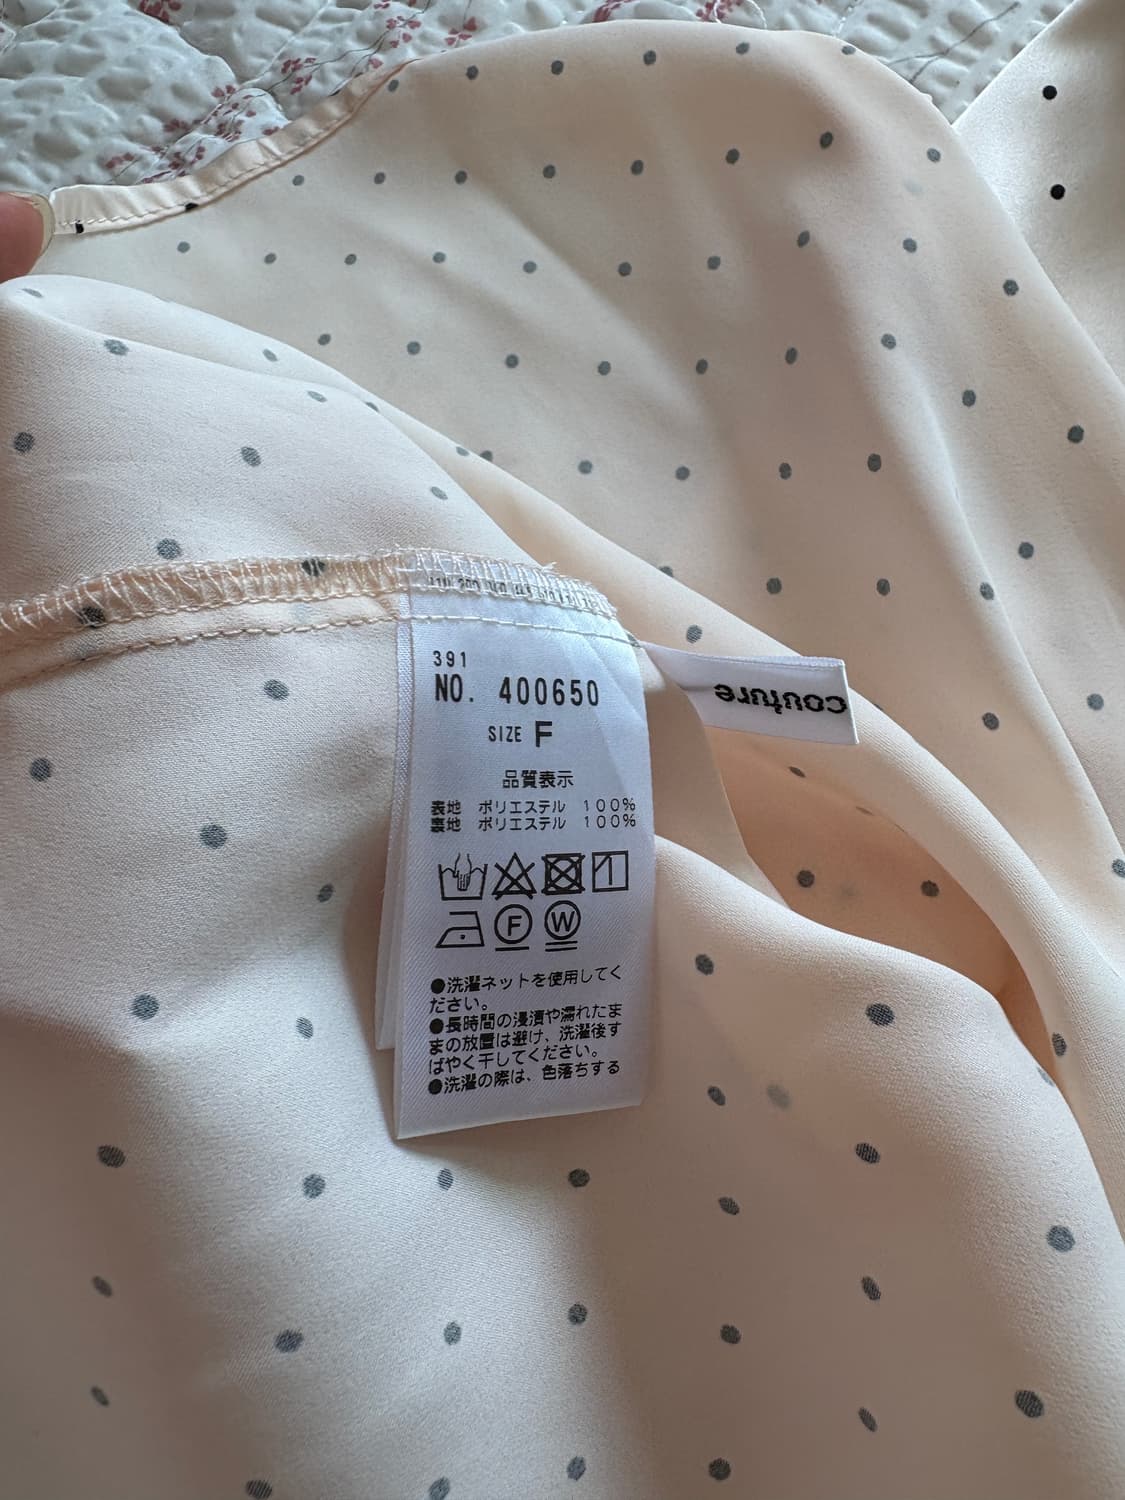 391
NO. 400650
SIZE F
品質表示
表地 ポリエステル 100%
裏地 ポリエステル 100%
F W
●洗濯ネットを使用してく
ださい。
●長時間の浸漬や濡れたま
まの放置は避け、洗濯後す
ばやく干してください。
●洗濯の際は、色落ちする
couture